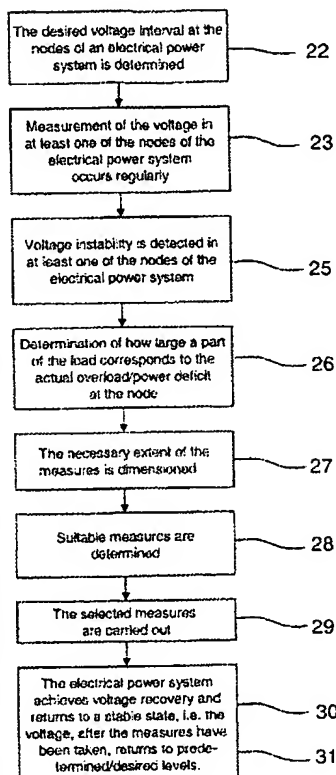 The desired voltage interval at the
nodes of an electrical power
system is determined
22
Measurement of the voltage in
at least one of the nodes of the
electrical power system
occurs regularly
23
Voltage instability is detected in
at least one of the nodes of the
electrical power system
25
Determination of how large a part
of the load corresponds to the
actual overload/power deficit
at the node
26
The necessary extent of the
measures is dimensioned
27
Suitable measures are
determined
28
The selected measures
are carried out
29
The electrical power system
achieves voltage recovery and
returns to a stable state, i.e. the
voltage, after the measures have
been taken, returns to prede-
termined/desired levels.
30
31